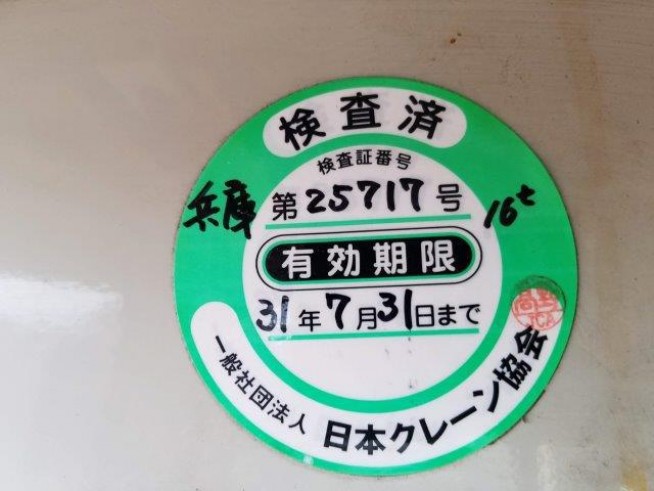 検査済
検査証番号
兵庫 第25717号 16t
有効期限
31年7月31日まで
一般社団法人 日本クレーン協会